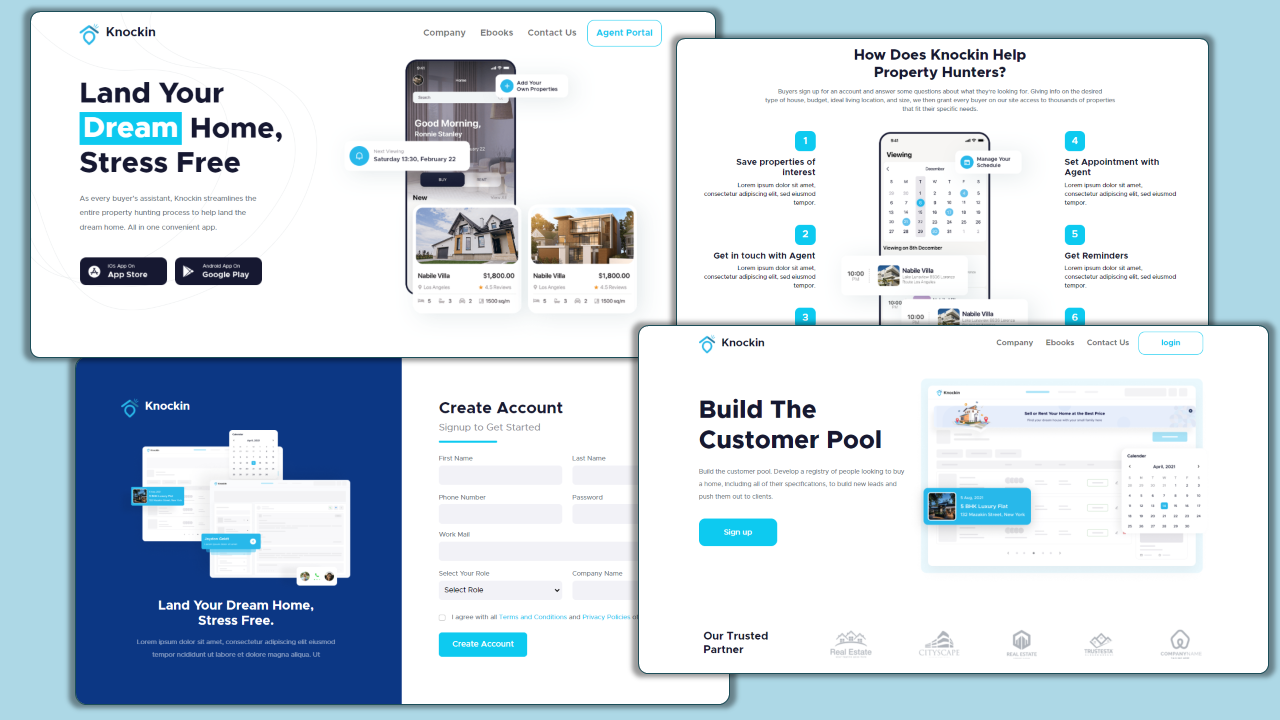 Knockin
Company
Ebooks
Contact Us
Agent Portal
Land Your
Dream Home,
Stress Free
As every buyer's assistant, Knockin streamlines the
entire property hunting process to help land the
dream home. All in one convenient app.
iOS App On
App Store
Android App On
Google Play
9:41
Home
Search
Add Your
Own Properties
Good Morning,
Ronnie Stanley
Next Viewing
Saturday 13:30, February 22
BUY
RENT
New
Nabile Villa
$1,800.00
Los Angeles
4.5 Reviews
5
3
2
1500 sq/m
Nabile Villa
Los Angeles
4.5 Reviews
5
3
2
1500 sq/m
How Does Knockin Help
Property Hunters?
Buyers sign up for an account and answer some questions about what they're looking for. Giving info on the desired
type of house, budget, ideal living location, and size, we then grant every buyer on our site access to thousands of properties
that fit their specific needs.
1
Save properties of
interest
Lorem ipsum dolor sit amet,
consectetur adipiscing elit, sed eiusmod
tempor.
2
Get in touch with Agent
Lorem ipsum dolor sit amet,
consectetur adipiscing elit, sed eiusmod
tempor.
3
9:41
Viewing
Manage Your
Schedule
December
Viewing on 8th December
10:00
PM
Nabile Villa
10:00
10:00
PM
Nabile Villa
4
Set Appointment with
Agent
Lorem ipsum dolor sit amet,
consectetur adipiscing elit, sed eiusmod
tempor.
5
Get Reminders
Lorem ipsum dolor sit amet,
consectetur adipiscing elit, sed eiusmod
tempor.
6
Knockin
Land Your Dream Home,
Stress Free.
Lorem ipsum dolor sit amet, consectetur adipiscing elit eiusmod
tempor ncididunt ut labore et dolore magna aliqua. Ut
Create Account
Signup to Get Started
First Name
Last Name
Phone Number
Password
Work Mail
Select Your Role
Company Name
Select Role
I agree with all Terms and Conditions and Privacy Policies of
Create Account
Knockin
Company
Ebooks
Contact Us
login
Build The
Customer Pool
Build the customer pool. Develop a registry of people looking to buy
a home, including all of their specifications, to build new leads and
push them out to clients.
Sign up
Knockin
Sell or Rent Your Home at the Best Price
Calender
April, 2021
5 Aug, 2021
5 BHK Luxury Flat
132 Maxskin Street, New York
Our Trusted
Partner
Real Estate
CITYSCAPE
REAL ESTATE
TRUSTEEIA
COMPANYNAME